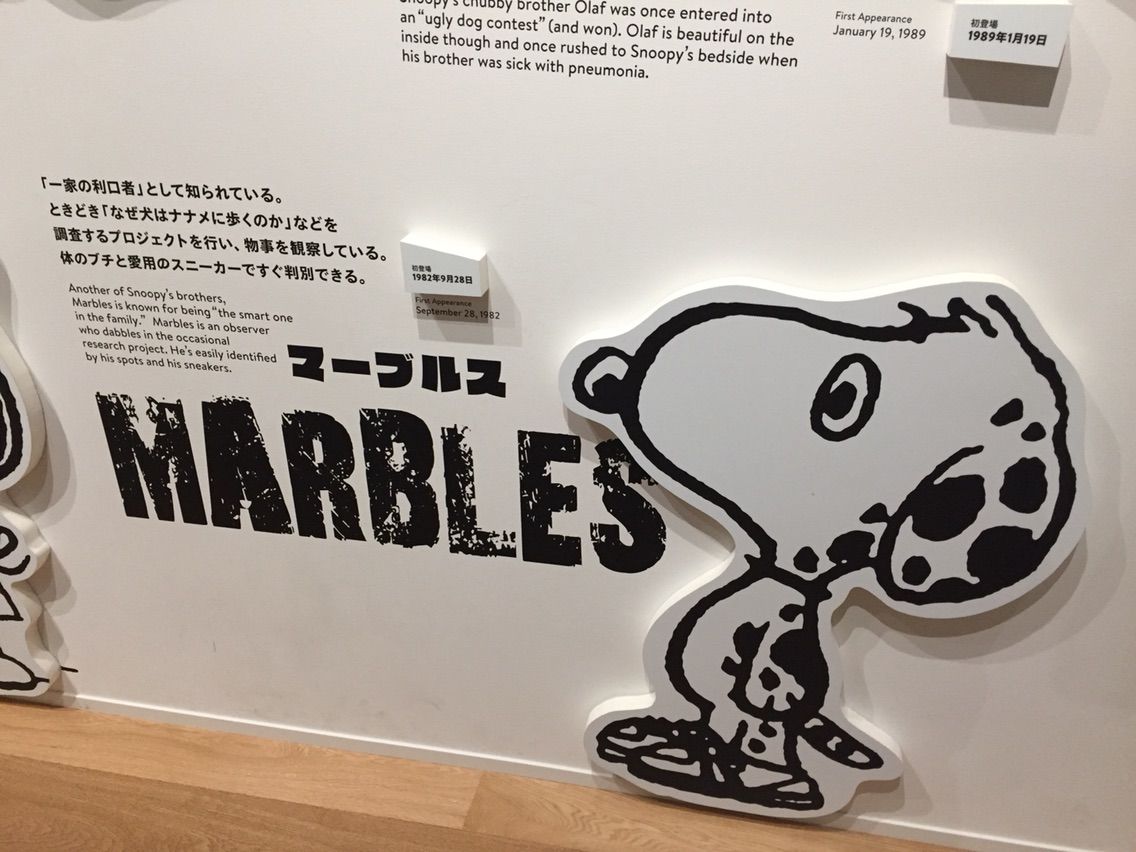 Snoopy's chubby brother Olaf was once entered into
an "ugly dog contest" (and won). Olaf is beautiful on the
inside though and once rushed to Snoopy's bedside when
his brother was sick with pneumonia.
First Appearance
January 19, 1989
初登場
1989年1月19日
「一家の利口者」として知られている。
ときどき「なぜ犬はナナメに歩くのか」などを
調査するプロジェクトを行い、物事を観察している。
体のブチと愛用のスニーカーですぐ判別できる。
初登場
1982年9月28日
First Appearance
September 28, 1982
Another of Snoopy's brothers,
Marbles is known for being "the smart one
in the family." Marbles is an observer
who dabbles in the occasional
research project. He's easily identified
by his spots and his sneakers.
マーブルス
MARBLES